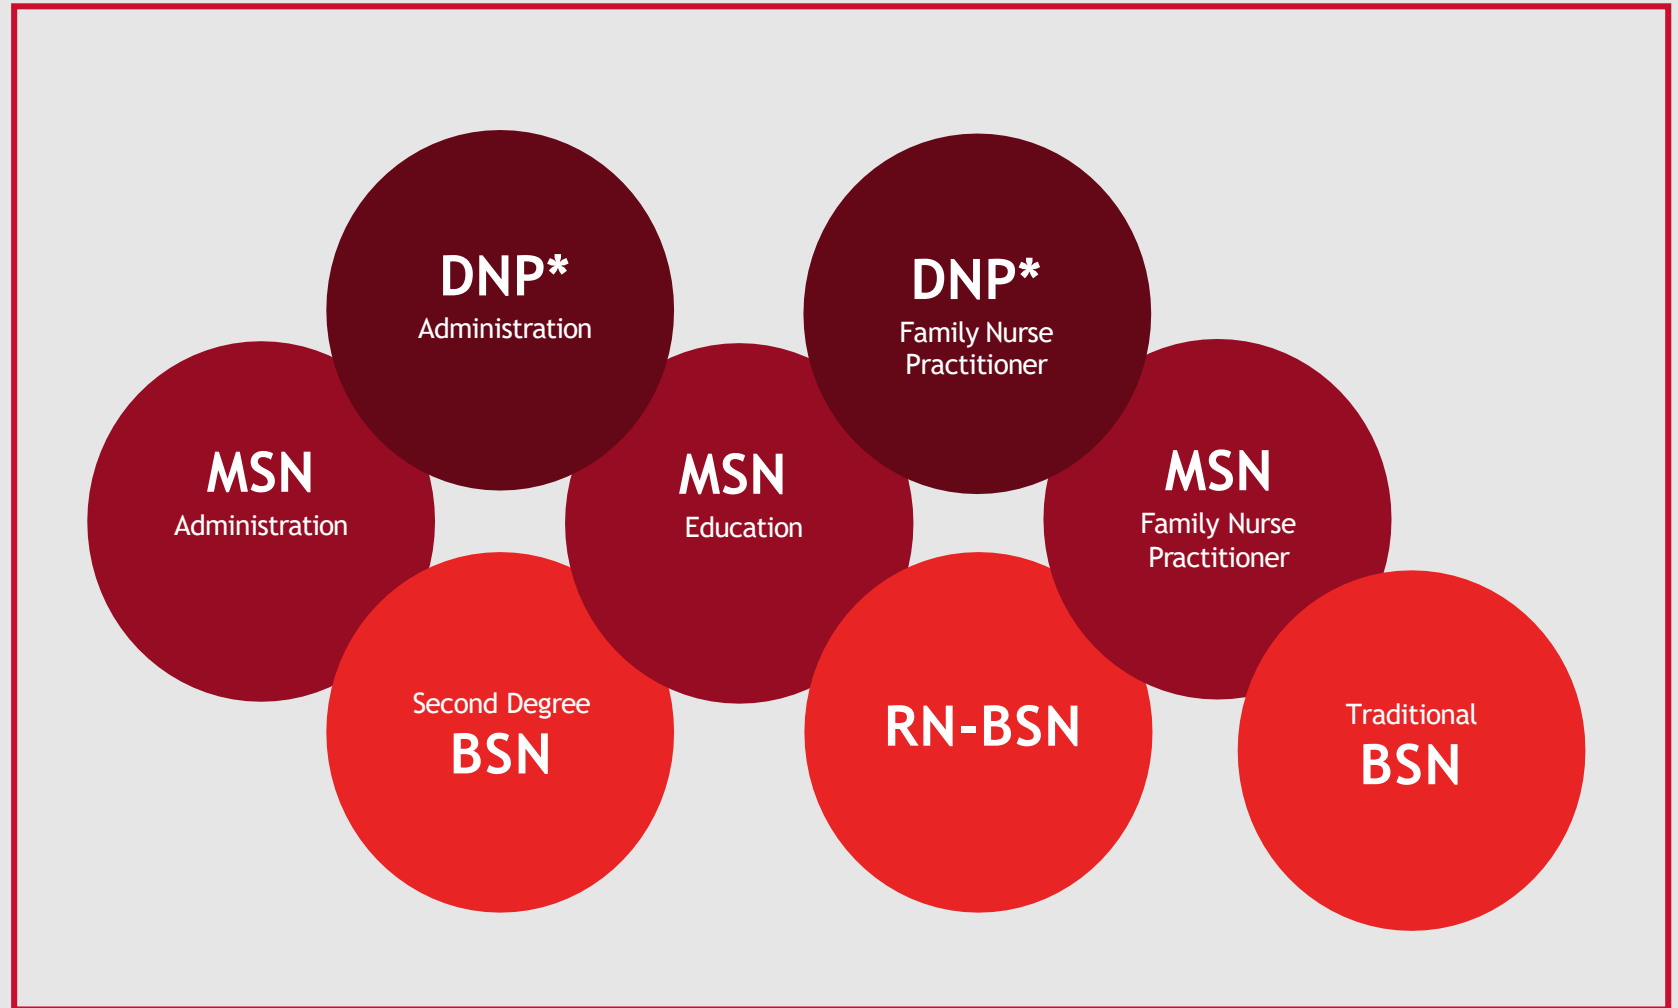 DNP*
Administration
DNP*
Family Nurse
Practitioner
MSN
Administration
MSN
Education
MSN
Family Nurse
Practitioner
Second Degree
BSN
RN-BSN
Traditional
BSN